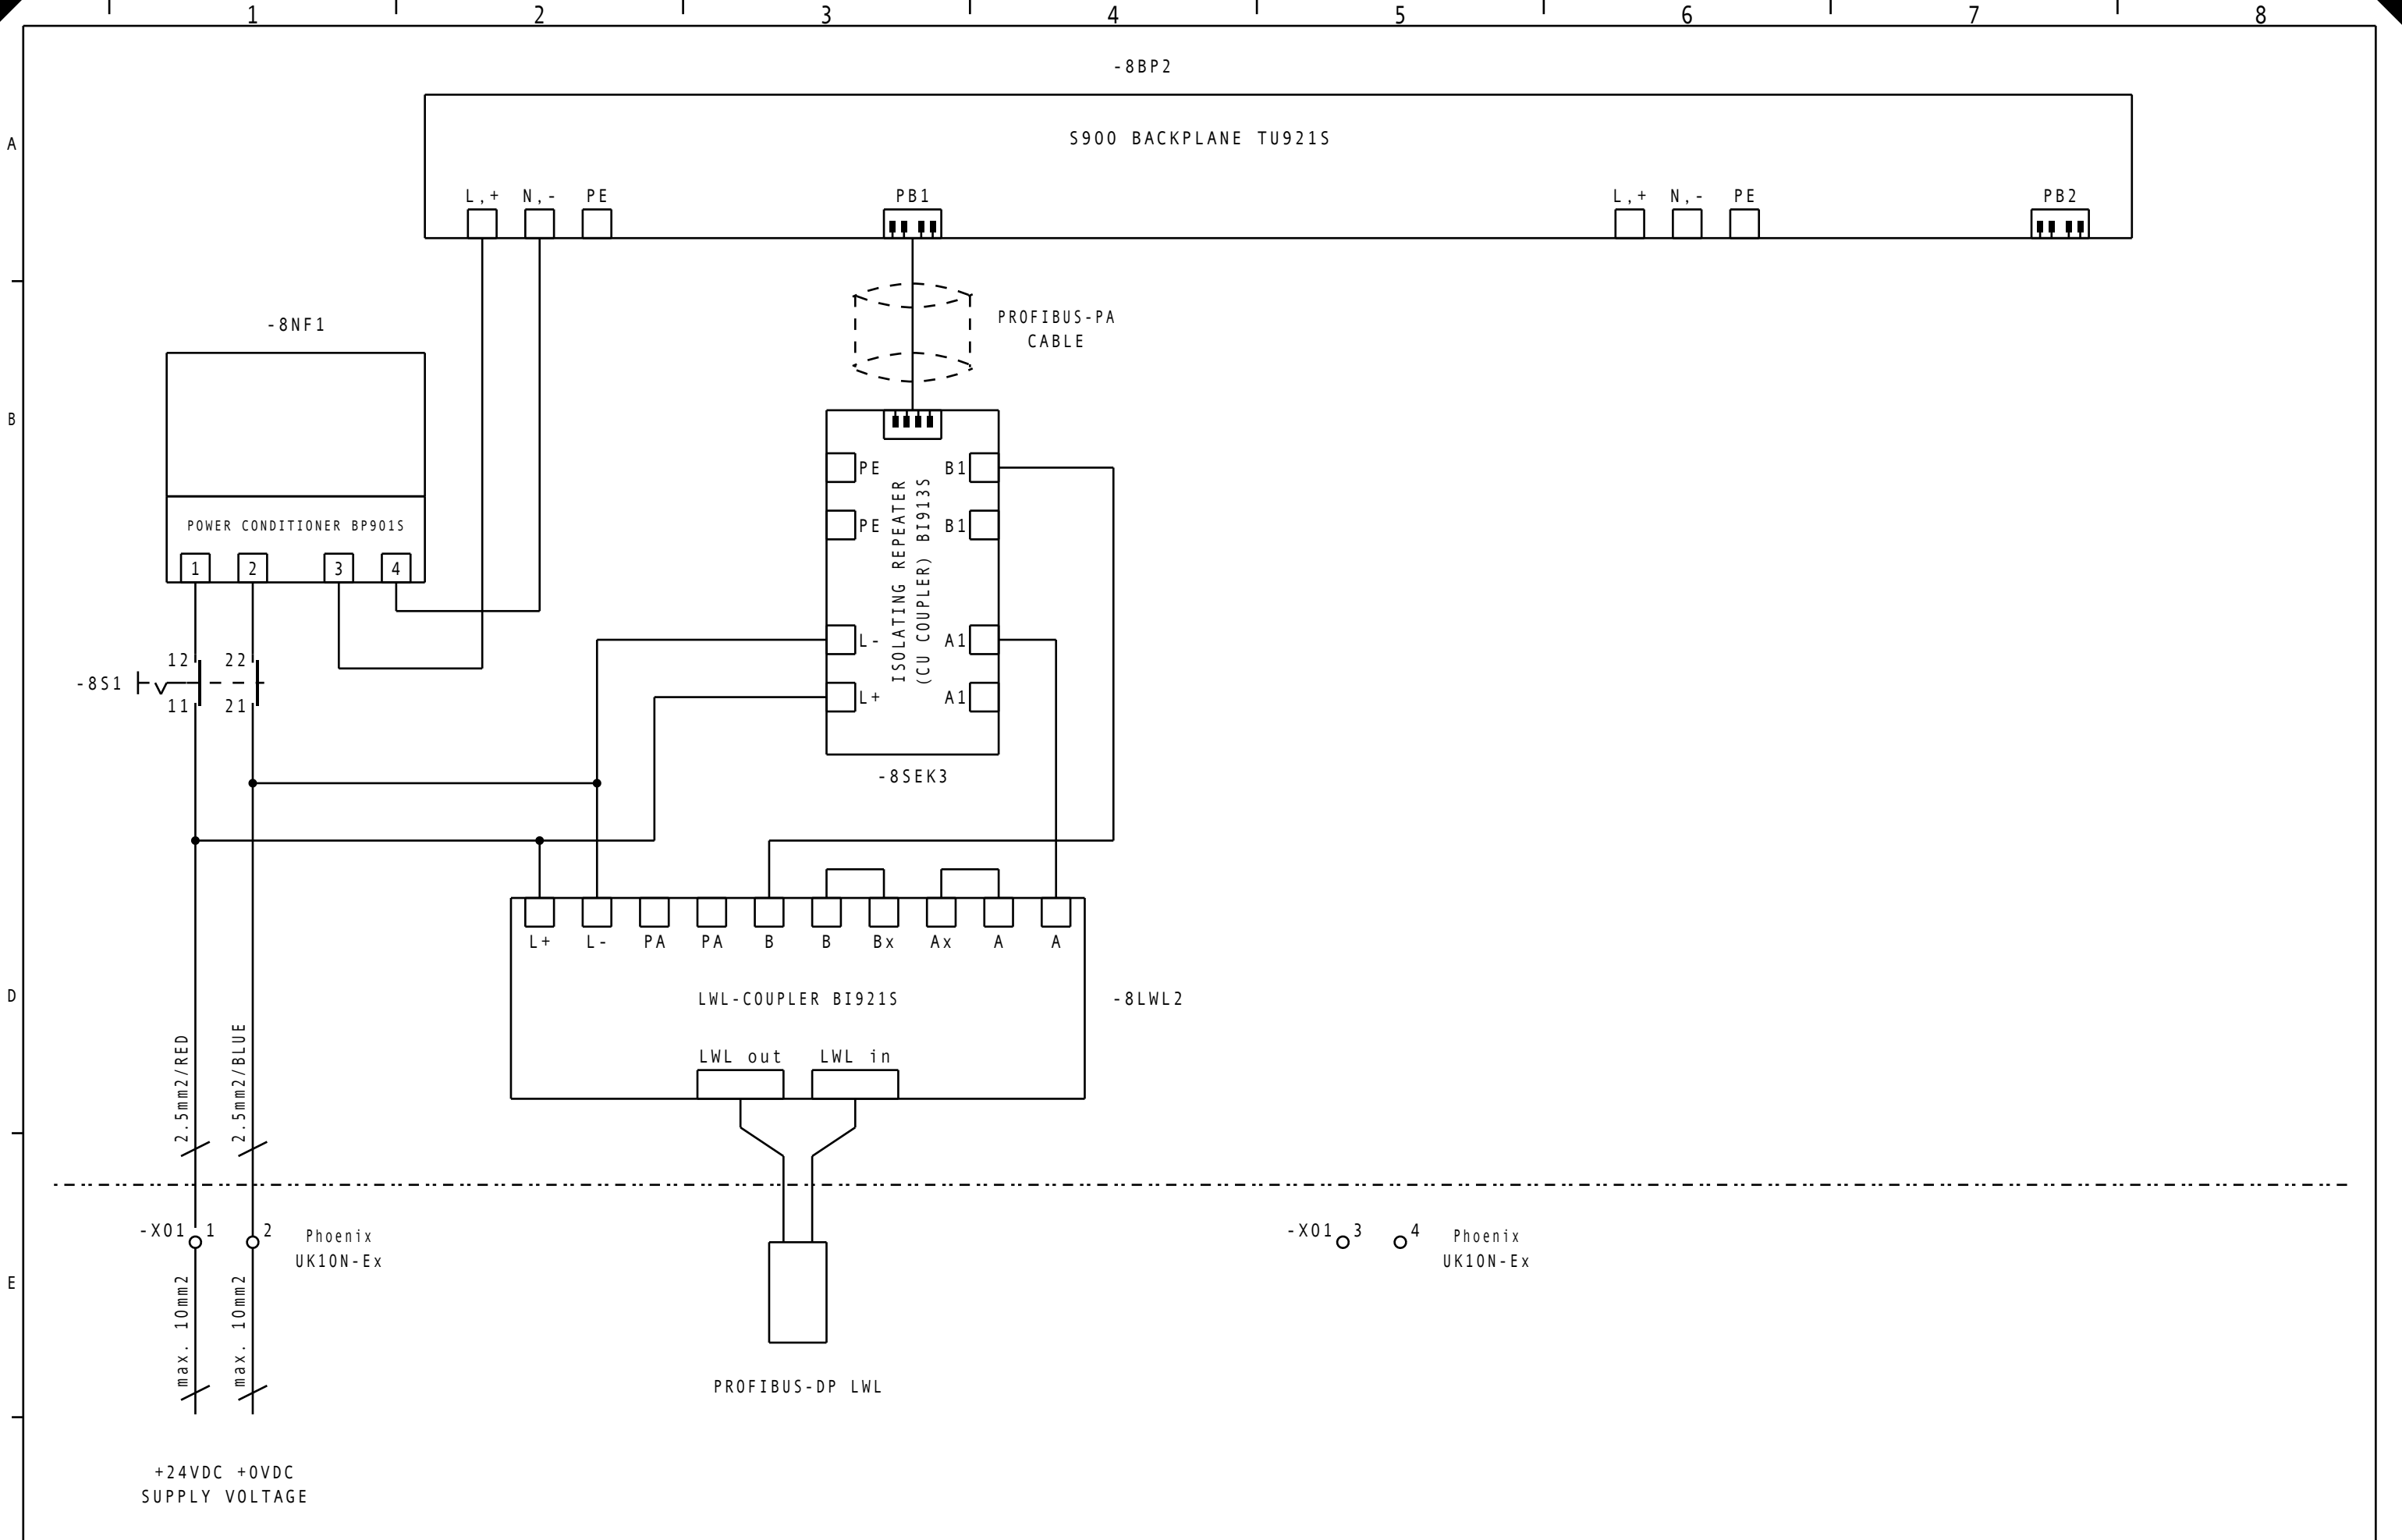 1 2 3 4 5 6 7 8
-8BP2
A
S900 BACKPLANE TU921S
L,+ N,- PE PB1 L,+ N,- PE PB2
PROFIBUS-PA
CABLE
-8NF1
B
POWER CONDITIONER BP901S
1 2 3 4
PE B1
PE B1
ISOLATING REPEATER
(CU COUPLER) BI913S
L- A1
L+ A1
-8SEK3
12 22
-8S1
11 21
L+ L- PA PA B B Bx Ax A A
D
LWL-COUPLER BI921S
-8LWL2
LWL out LWL in
2.5mm2/RED
2.5mm2/BLUE
-X01 1 2
Phoenix
UK10N-Ex
-X01 3 4
Phoenix
UK10N-Ex
E
max. 10mm2
max. 10mm2
PROFIBUS-DP LWL
+24VDC +0VDC
SUPPLY VOLTAGE